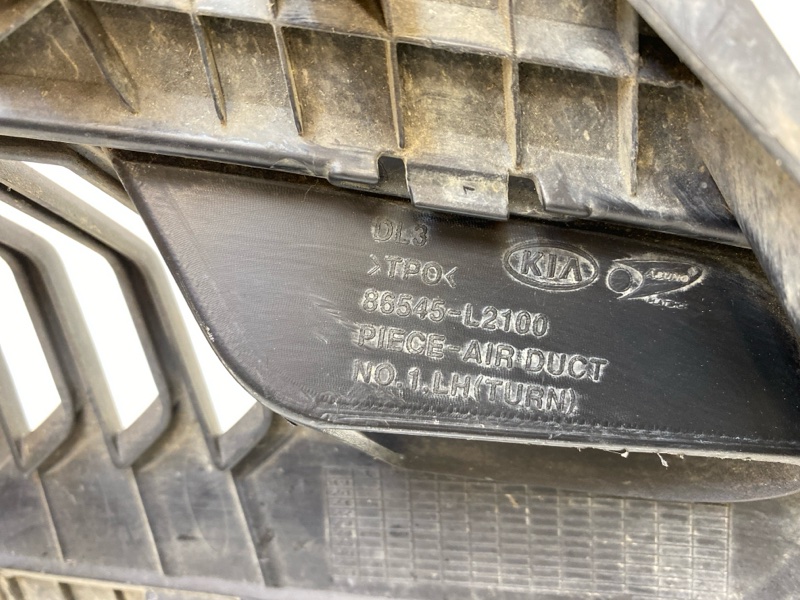 DL3
>TPO<
KIA
86545-L2100
PIECE-AIR DUCT
NO.1.LH(TURN)